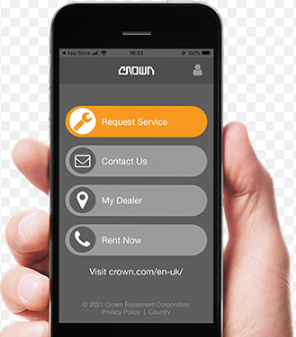 App Store
10:23
100%
CROWN
Request Service
Contact Us
My Dealer
Rent Now
Visit crown.com/en-uk/
© 2021 Crown Equipment Corporation
Privacy Policy | Country